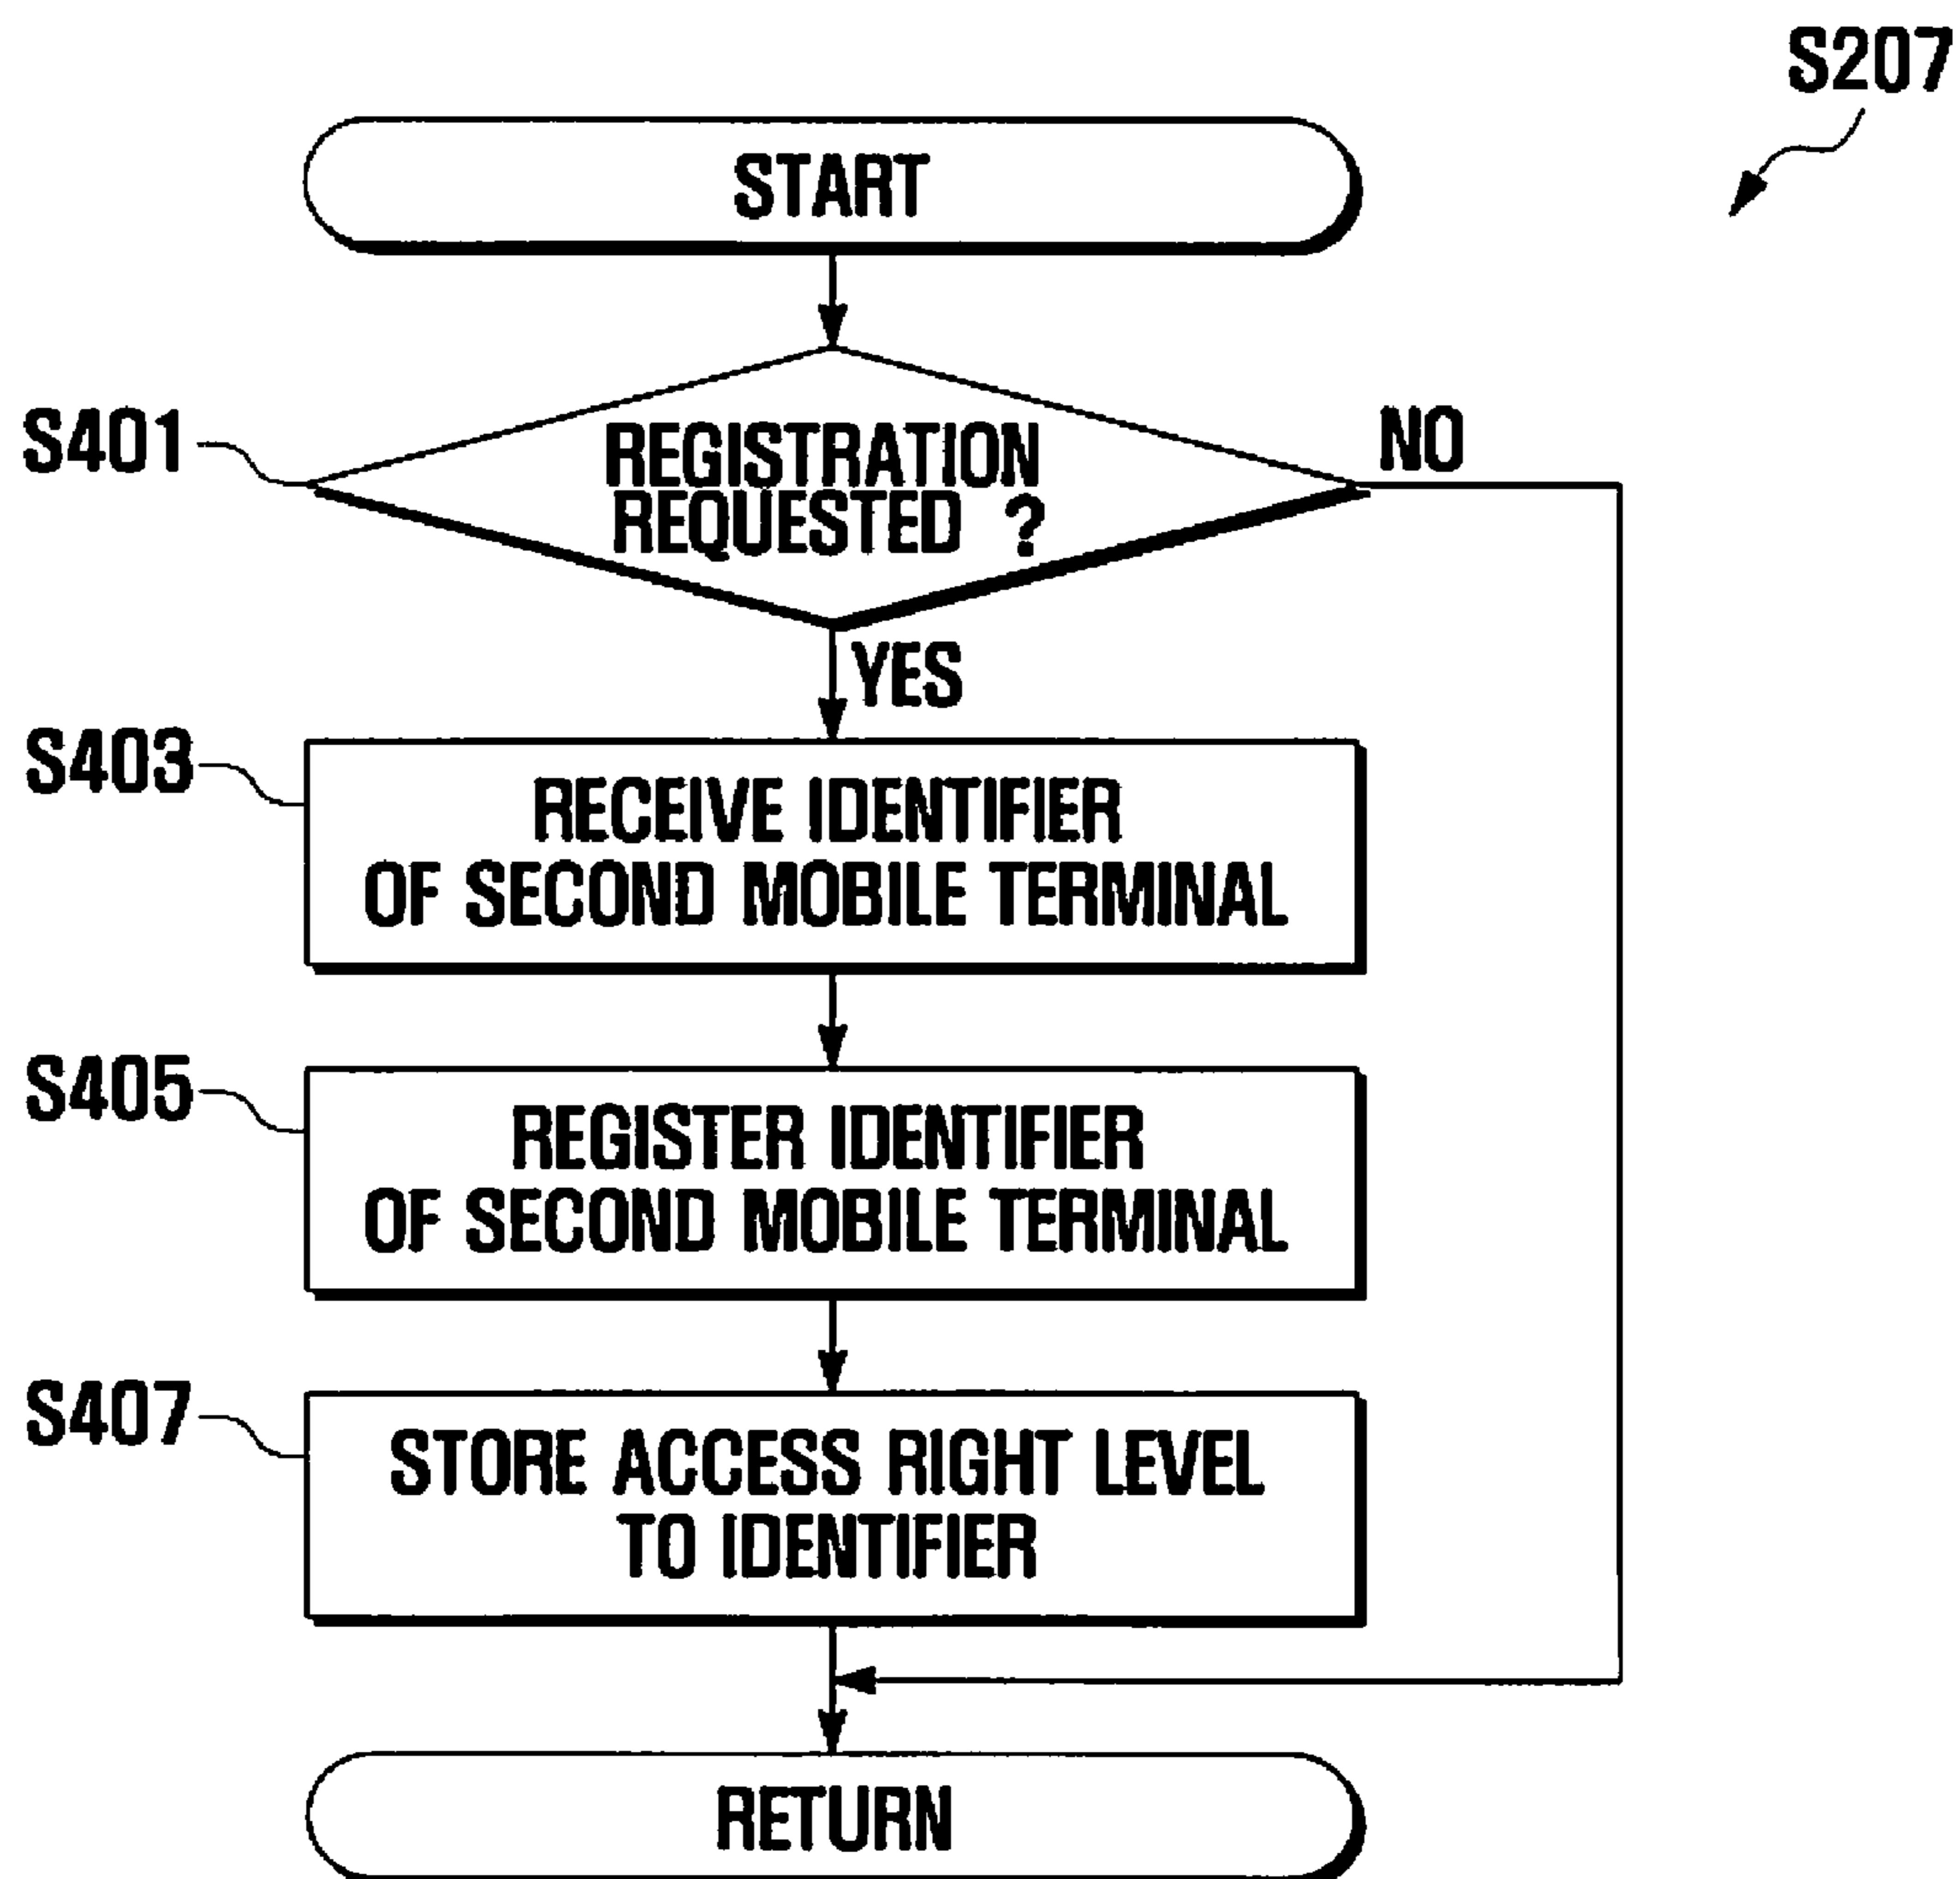 S207
START
S401
REGISTRATION
REQUESTED ?
NO
YES
S403
RECEIVE IDENTIFIER
OF SECOND MOBILE TERMINAL
S405
REGISTER IDENTIFIER
OF SECOND MOBILE TERMINAL
S407
STORE ACCESS RIGHT LEVEL
TO IDENTIFIER
RETURN